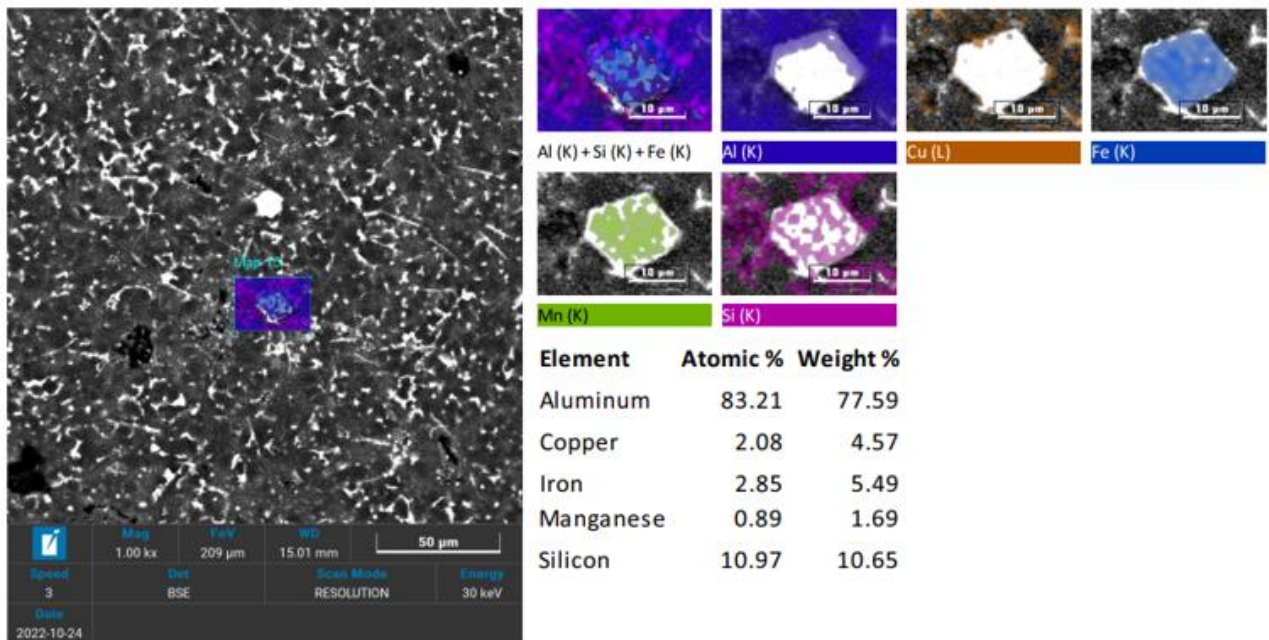 Map 15
Mag
1.00 kx
FoV
209 µm
WD
15.01 mm
50 µm
Speed
3
Det
BSE
Scan Mode
RESOLUTION
Energy
30 keV
Date
2022-10-24
10 µm
10 µm
10 µm
10 µm
Al (K) + Si (K) + Fe (K)
Al (K)
Cu (L)
Fe (K)
10 µm
10 µm
Mn (K)
Si (K)
Element Atomic % Weight %
Aluminum 83.21 77.59
Copper 2.08 4.57
Iron 2.85 5.49
Manganese 0.89 1.69
Silicon 10.97 10.65